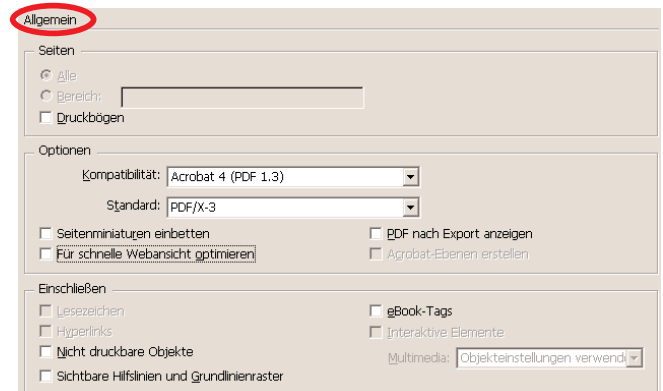 Allgemein
Seiten
Alle
Bereich:
Druckbögen
Optionen
Kompatibilität: Acrobat 4 (PDF 1.3)
Standard: PDF/X-3
Seitenminiaturen einbetten PDF nach Export anzeigen
Für schnelle Webansicht optimieren Acrobat-Ebenen erstellen
Einschließen
Lesezeichen eBook-Tags
Hyperlinks Interaktive Elemente
Nicht druckbare Objekte Multimedia: Objekteinstellungen
Sichtbare Hilfslinien und Grundlinienraster